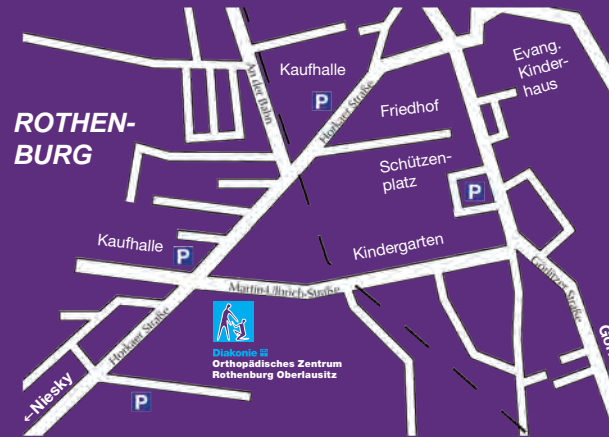 Evang.
Kinder-
haus
Kaufhalle
An der Bahn
P
Horkaer Straße
Friedhof
ROTHEN-
BURG
Schützen-
platz
P
Kaufhalle
P
Kindergarten
Görlitzer Straße
Martin-Ulbrich-Straße
Horkaer Straße
Diakonie
Orthopädisches Zentrum
Rothenburg Oberlausitz
←Niesky
P